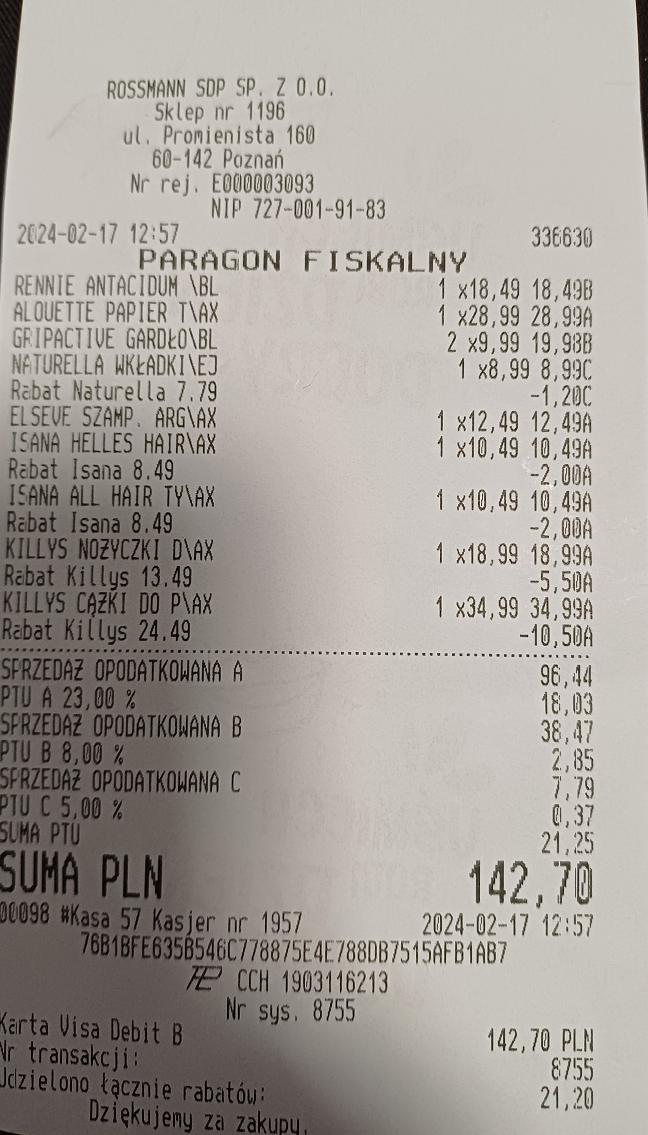 ROSSMANN SDP SP. Z O.O.
Sklep nr 1196
ul. Promienista 160
60-142 Poznań
Nr rej. E000003093
NIP 727-001-91-83
2024-02-17 12:57 336630
PARAGON FISKALNY
RENNIE ANTACIDUM \BL 1 x18,49 18,49B
ALOUETTE PAPIER T\AX 1 x28,99 28,99A
GRIPACTIVE GARDŁO\BL 2 x9,99 19,98B
NATURELLA WKŁADKI\EJ 1 x8,99 8,99C
Rabat Naturella 7.79 -1,20C
ELSEVE SZAMP. ARG\AX 1 x12,49 12,49A
ISANA HELLES HAIR\AX 1 x10,49 10,49A
Rabat Isana 8.49 -2,00A
ISANA ALL HAIR TY\AX 1 x10,49 10,49A
Rabat Isana 8.49 -2,00A
KILLYS NOŻYCZKI D\AX 1 x18,99 18,99A
Rabat Killys 13.49 -5,50A
KILLYS CĄŻKI DO P\AX 1 x34,99 34,99A
Rabat Killys 24.49 -10,50A
SPRZEDAŻ OPODATKOWANA A 96,44
PTU A 23,00 % 18,03
SPRZEDAŻ OPODATKOWANA B 38,47
PTU B 8,00 % 2,85
SPRZEDAŻ OPODATKOWANA C 7,79
PTU C 5,00 % 0,37
SUMA PTU 21,25
SUMA PLN 142,70
00098 #Kasa 57 Kasjer nr 1957 2024-02-17 12:57
76B1BFE635B546C778875E4E788DB7515AFB1AB7
CCH 1903116213
Nr sys. 8755
Karta Visa Debit B 142,70 PLN
Nr transakcji: 8755
Udzielono łącznie rabatów: 21,20
Dziękujemy za zakupy.